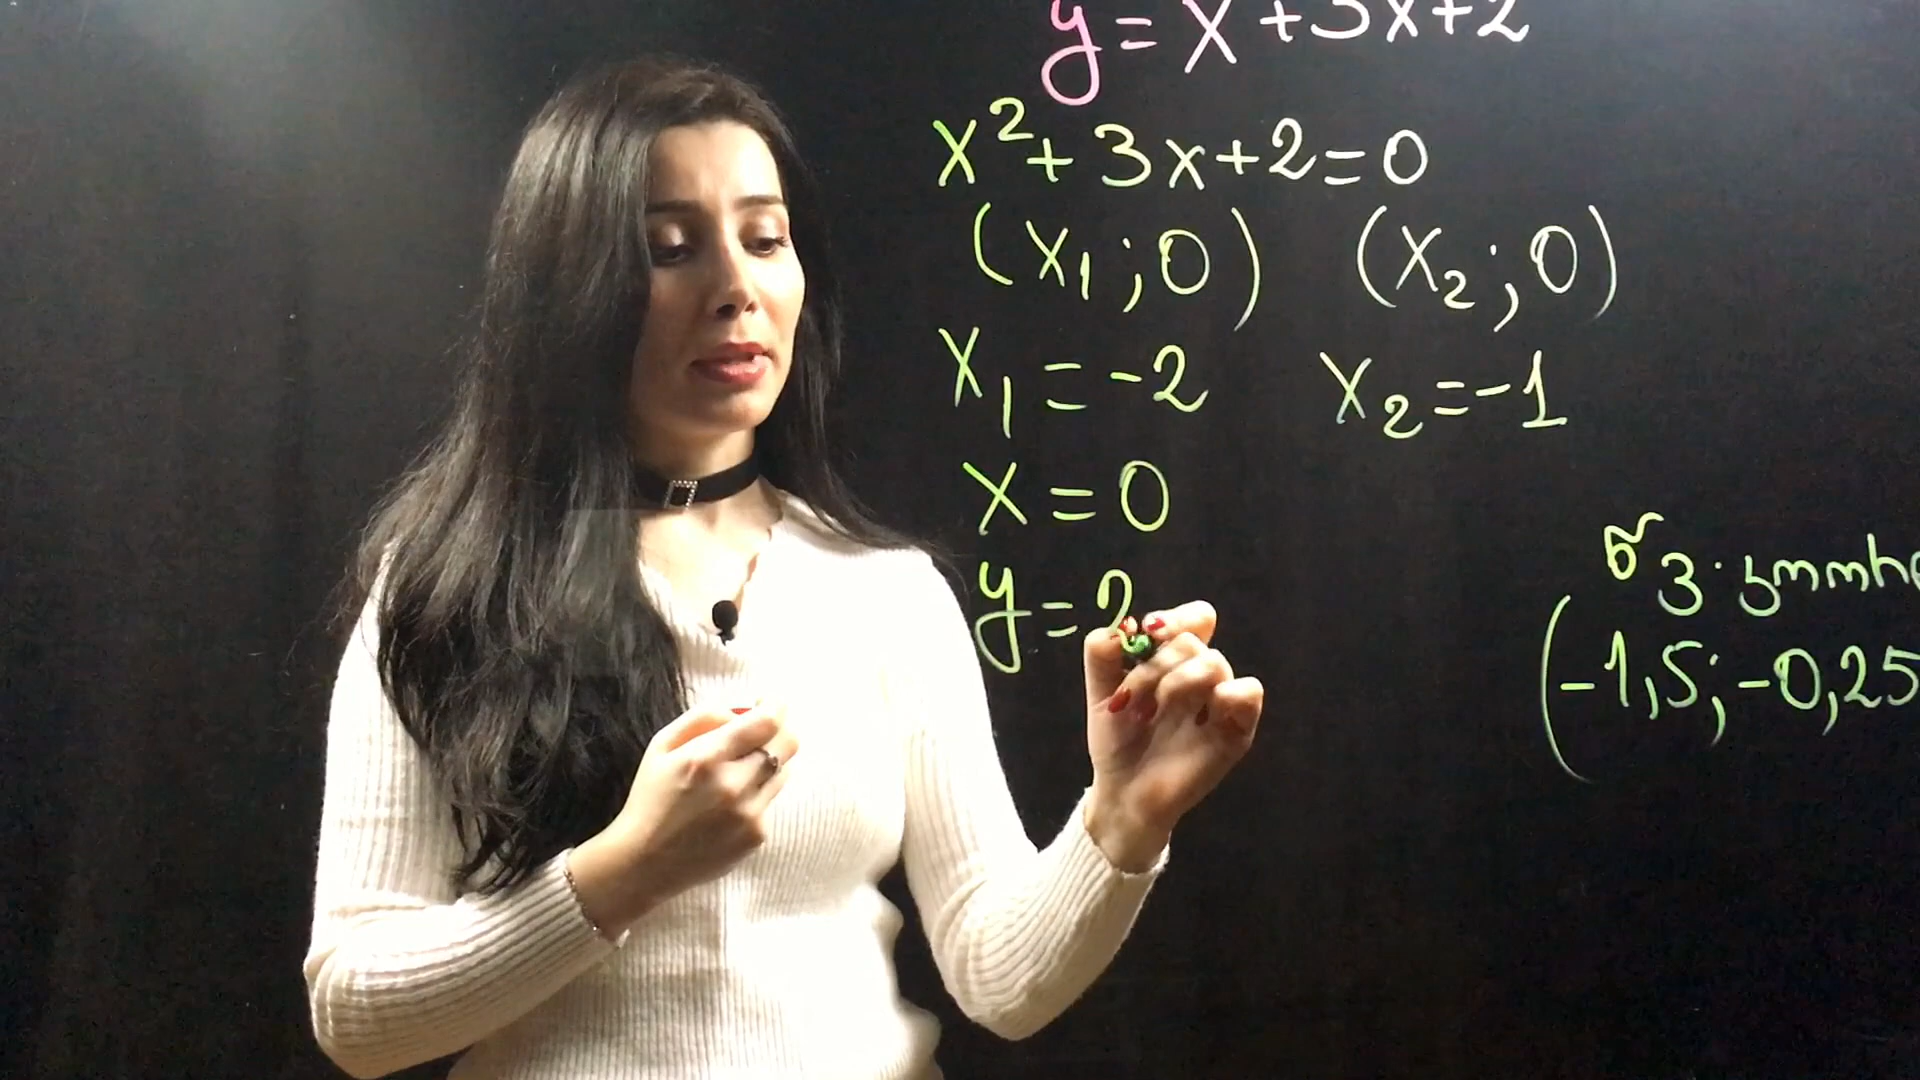 y = x + 3x + 2
x² + 3x + 2 = 0
(x₁ ; 0) (x₂ ; 0)
x₁ = -2 x₂ = -1
x = 0
y = 2
(-1,5; -0,25